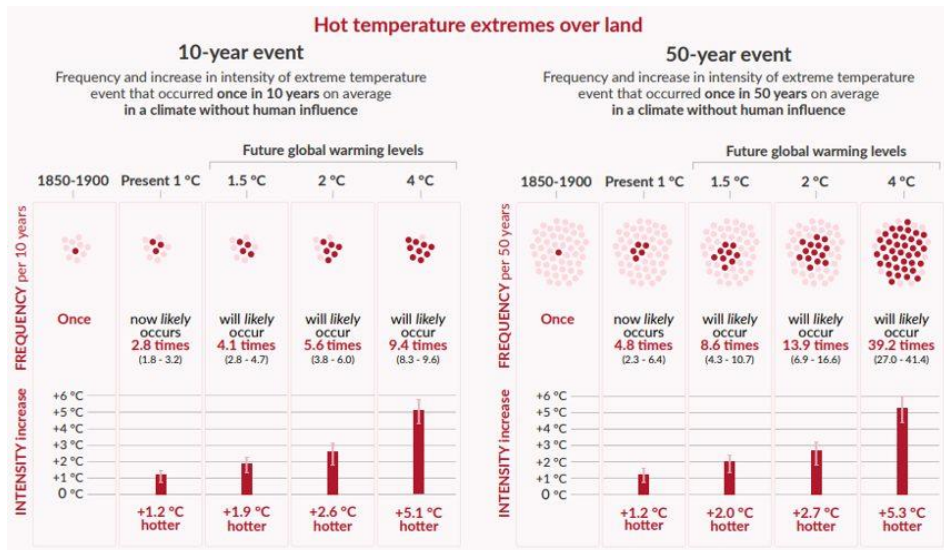 Hot temperature extremes over land
10-year event
Frequency and increase in intensity of extreme temperature
event that occurred once in 10 years on average
in a climate without human influence
Future global warming levels
1850-1900 Present 1 °C 1.5 °C 2 °C 4 °C
FREQUENCY per 10 years
Once
now likely
occurs
2.8 times
(1.8 - 3.2)
will likely
occur
4.1 times
(2.8 - 4.7)
will likely
occur
5.6 times
(3.8 - 6.0)
will likely
occur
9.4 times
(8.3 - 9.6)
INTENSITY increase
+6 °C
+5 °C
+4 °C
+3 °C
+2 °C
+1 °C
0 °C
+1.2 °C
hotter
+1.9 °C
hotter
+2.6 °C
hotter
+5.1 °C
hotter
50-year event
Frequency and increase in intensity of extreme temperature
event that occurred once in 50 years on average
in a climate without human influence
Future global warming levels
1850-1900 Present 1 °C 1.5 °C 2 °C 4 °C
FREQUENCY per 50 years
Once
now likely
occurs
4.8 times
(2.3 - 6.4)
will likely
occur
8.6 times
(4.3 - 10.7)
will likely
occur
13.9 times
(6.9 - 16.6)
will likely
occur
39.2 times
(27.0 - 41.4)
INTENSITY increase
+6 °C
+5 °C
+4 °C
+3 °C
+2 °C
+1 °C
0 °C
+1.2 °C
hotter
+2.0 °C
hotter
+2.7 °C
hotter
+5.3 °C
hotter